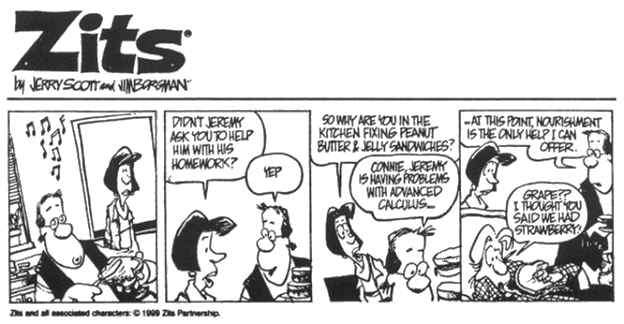 Zits®
by JERRY SCOTT and JIM BORGMAN
DIDN'T JEREMY
ASK YOU TO HELP
HIM WITH HIS
HOMEWORK?
YEP
SO WHY ARE YOU IN THE
KITCHEN FIXING PEANUT
BUTTER & JELLY SANDWICHES?
CONNIE, JEREMY
IS HAVING PROBLEMS
WITH ADVANCED
CALCULUS...
...AT THIS POINT, NOURISHMENT
IS THE ONLY HELP I CAN
OFFER.
GRAPE??
I THOUGHT YOU
SAID WE HAD
STRAWBERRY?
Zits and all associated characters: © 1999 Zits Partnership.